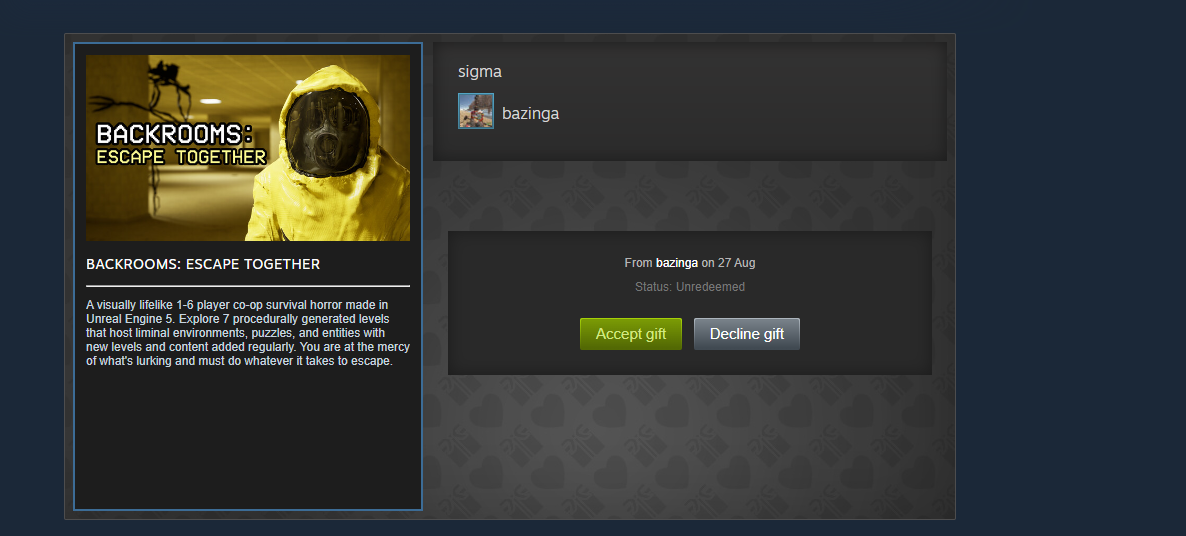 BACKROOMS:
ESCAPE TOGETHER
BACKROOMS: ESCAPE TOGETHER
A visually lifelike 1-6 player co-op survival horror made in
Unreal Engine 5. Explore 7 procedurally generated levels
that host liminal environments, puzzles, and entities with
new levels and content added regularly. You are at the mercy
of what's lurking and must do whatever it takes to escape.
sigma
bazinga
From bazinga on 27 Aug
Status: Unredeemed
Accept gift
Decline gift